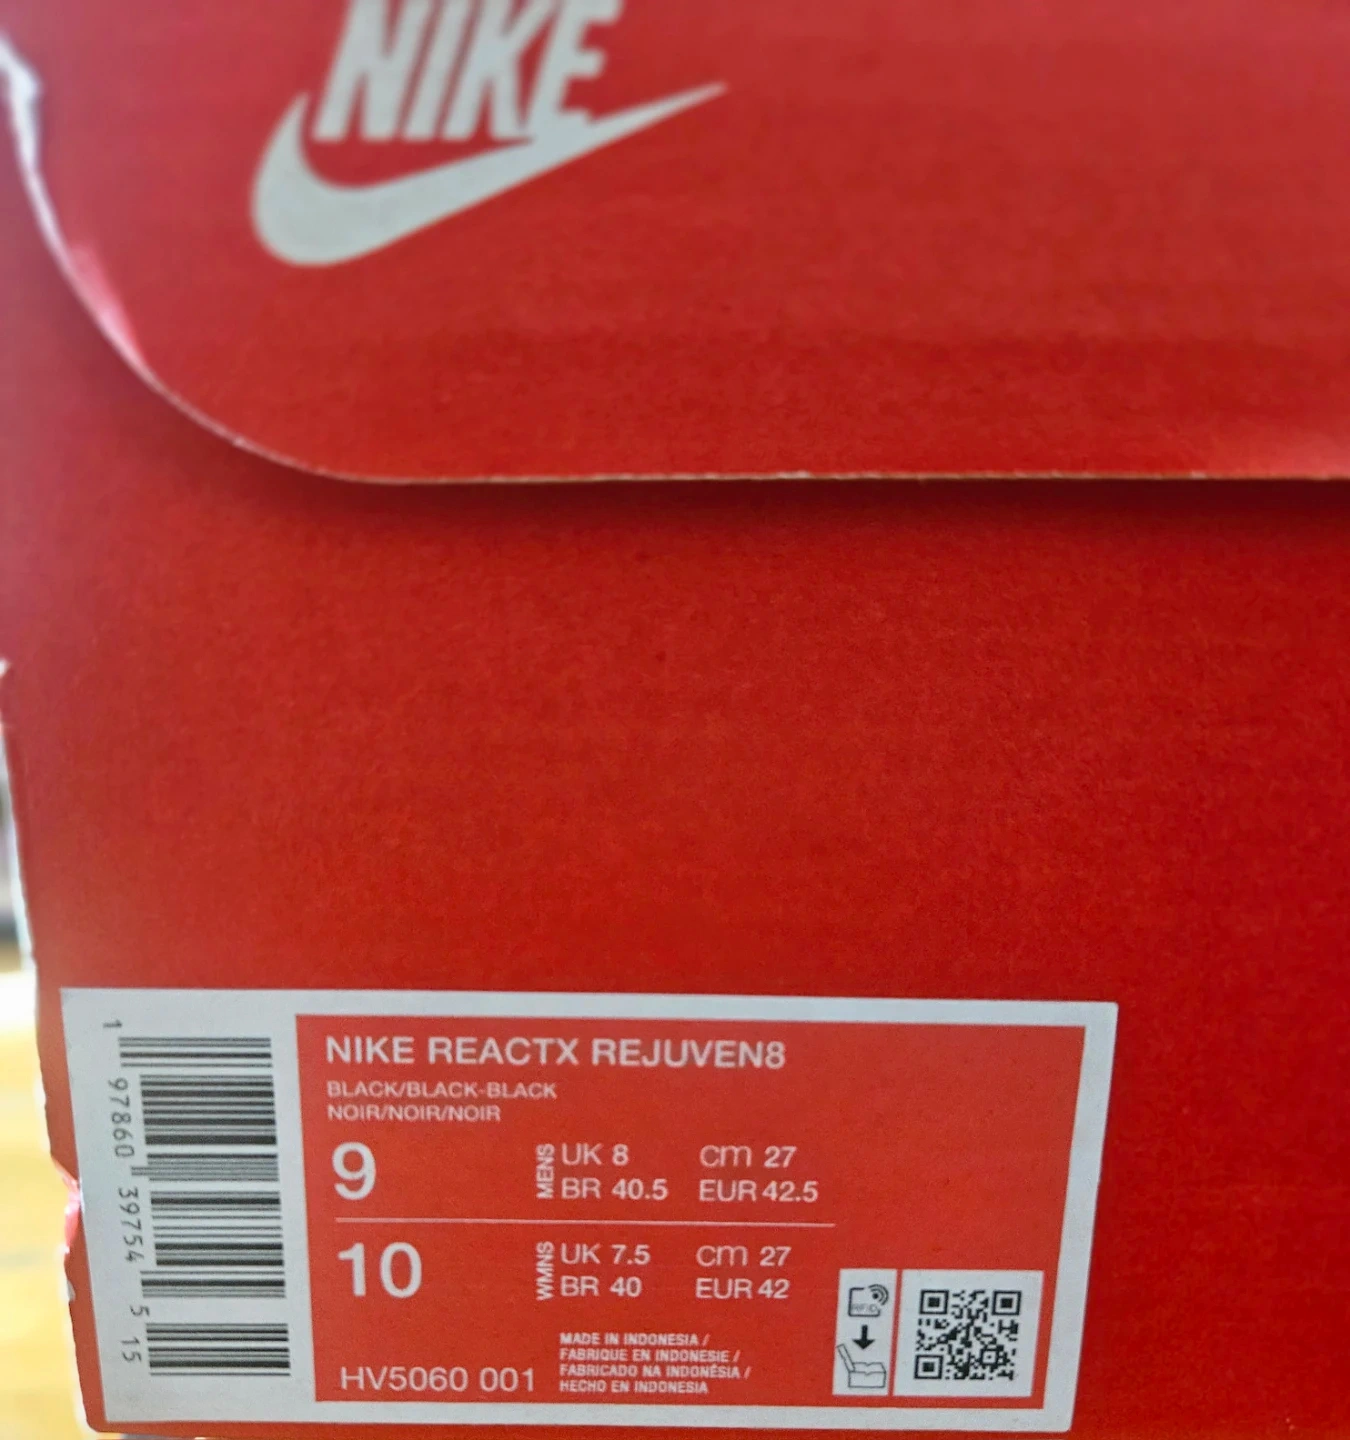 NIKE
NIKE REACTX REJUVEN8
BLACK/BLACK-BLACK
NOIR/NOIR/NOIR
9
MENS
UK 8 cm 27
BR 40.5 EUR 42.5
10
WMNS
UK 7.5 cm 27
BR 40 EUR 42
HV5060 001
MADE IN INDONESIA /
FABRIQUE EN INDONESIE /
FABRICADO NA INDONÉSIA /
HECHO EN INDONESIA
RFID
1 97860 39754 5 15